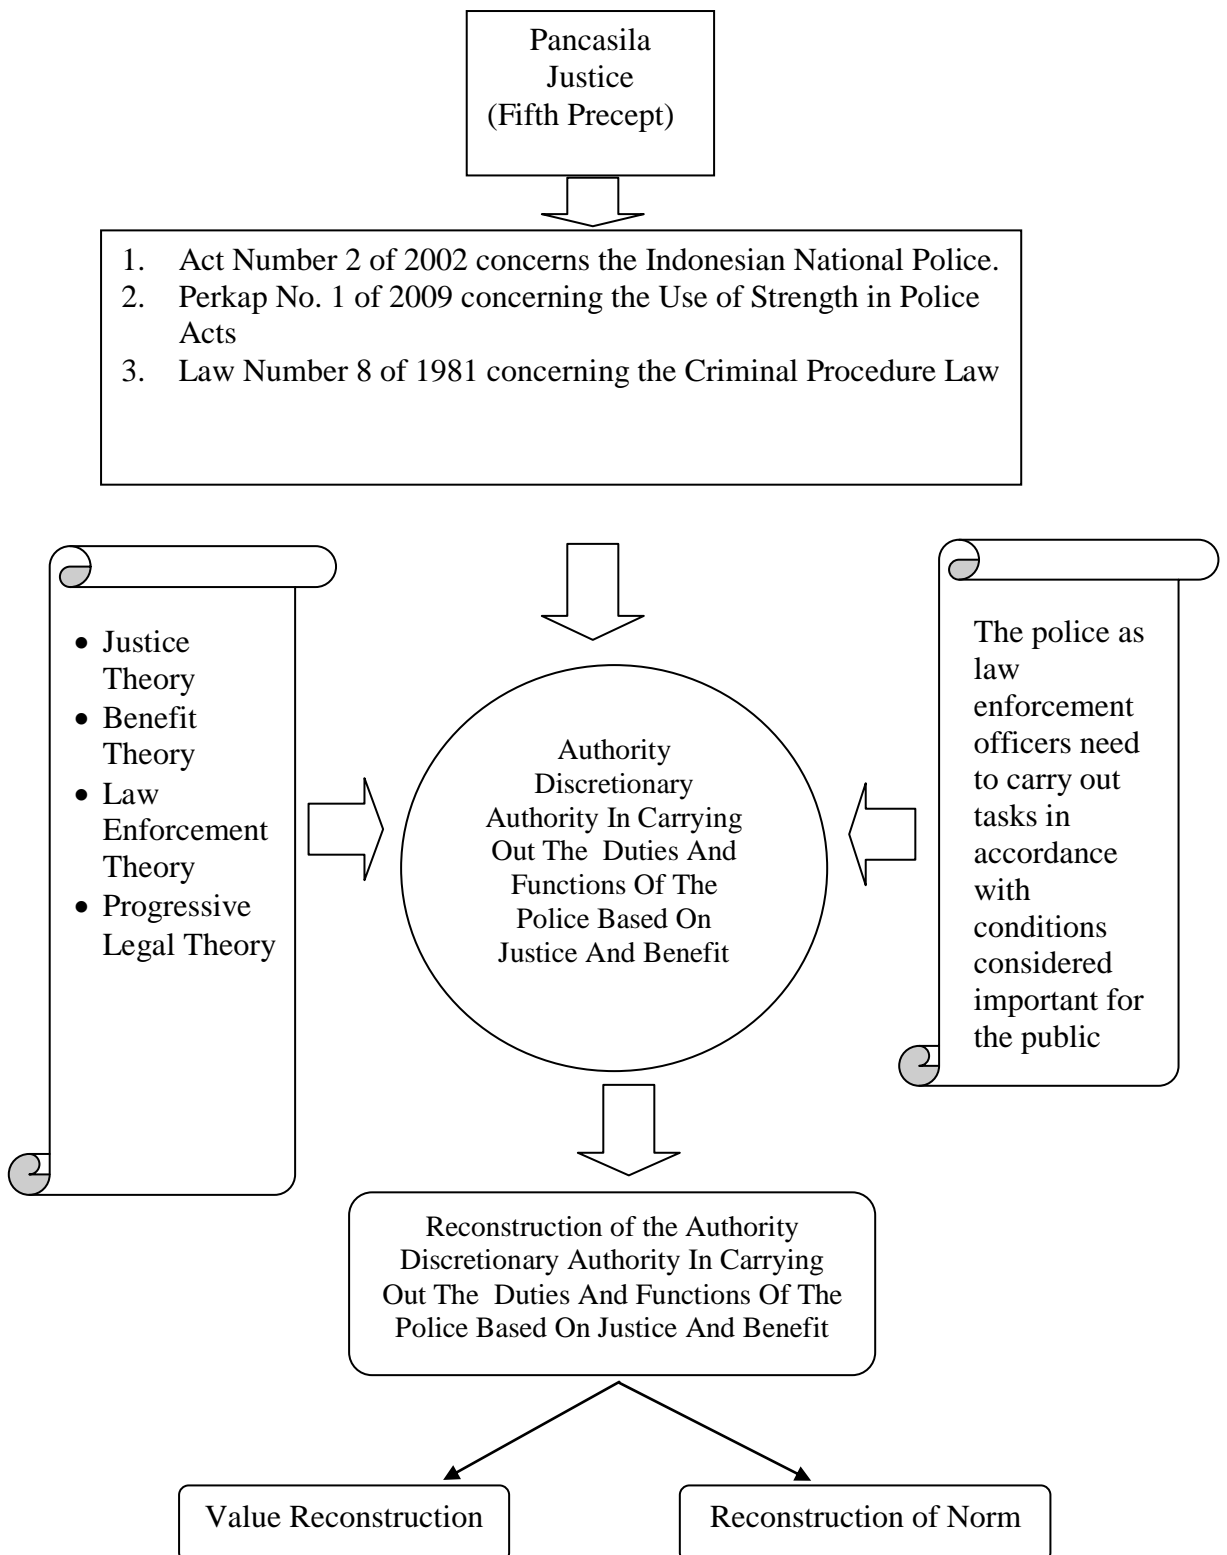 Pancasila
Justice
(Fifth Precept)
1. Act Number 2 of 2002 concerns the Indonesian National Police.
2. Perkap No. 1 of 2009 concerning the Use of Strength in Police
Acts
3. Law Number 8 of 1981 concerning the Criminal Procedure Law
• Justice
Theory
• Benefit
Theory
• Law
Enforcement
Theory
• Progressive
Legal Theory
Authority
Discretionary
Authority In Carrying
Out The Duties And
Functions Of The
Police Based On
Justice And Benefit
The police as
law
enforcement
officers need
to carry out
tasks in
accordance
with
conditions
considered
important for
the public
Reconstruction of the Authority
Discretionary Authority In Carrying
Out The Duties And Functions Of The
Police Based On Justice And Benefit
Value Reconstruction
Reconstruction of Norm